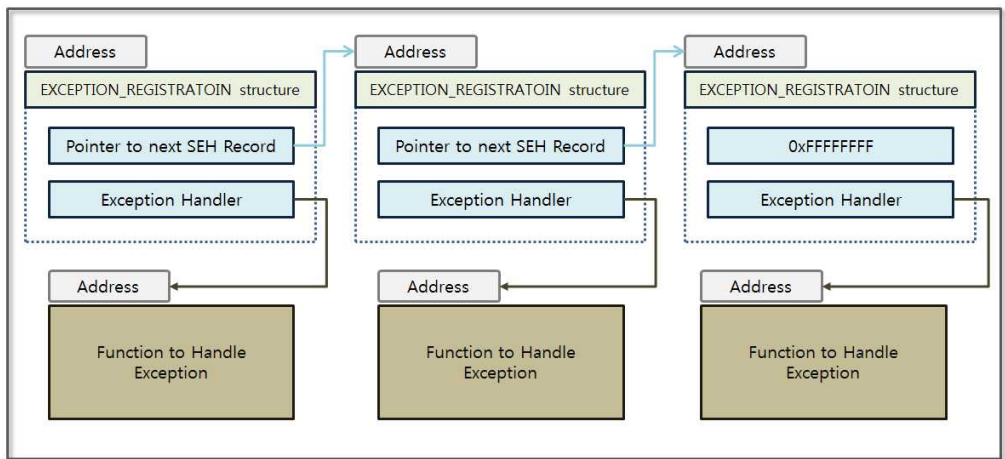 Address
Address
Address
EXCEPTION_REGISTRATOIN structure
EXCEPTION_REGISTRATOIN structure
EXCEPTION_REGISTRATOIN structure
Pointer to next SEH Record
Pointer to next SEH Record
0xFFFFFFFF
Exception Handler
Exception Handler
Exception Handler
Address
Address
Address
Function to Handle
Exception
Function to Handle
Exception
Function to Handle
Exception